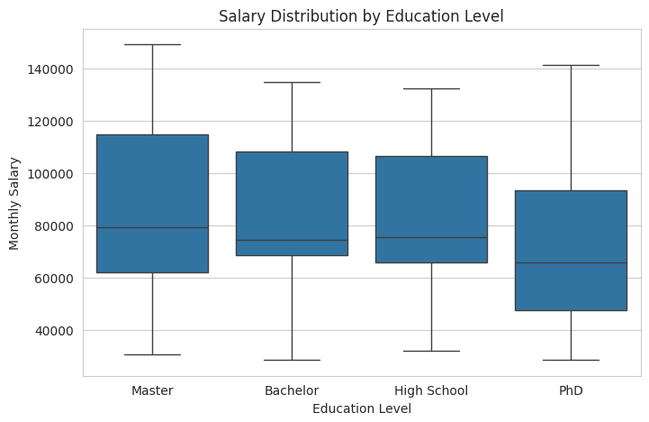 Salary Distribution by Education Level
Monthly Salary
140000
120000
100000
80000
60000
40000
Master Bachelor High School PhD
Education Level